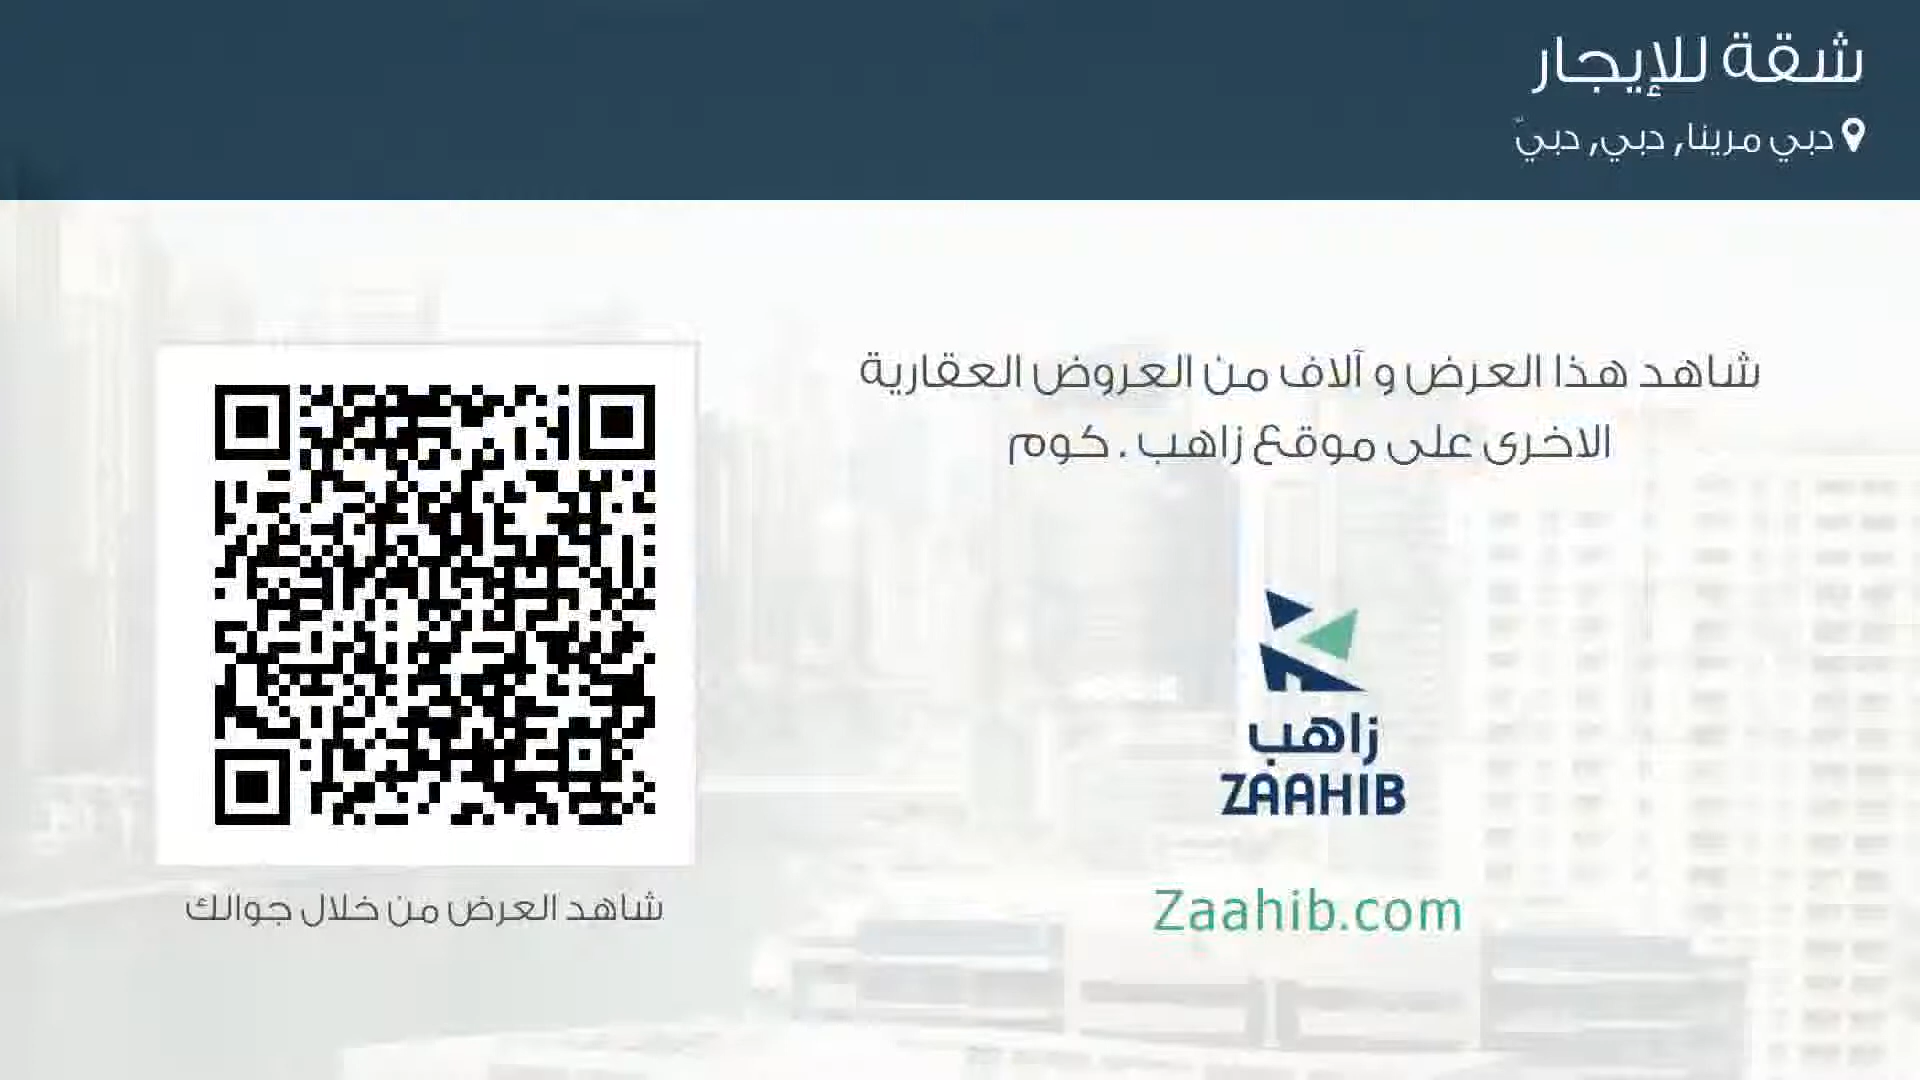 شقة للإيجار
دبي مرينا, دبي, دبيّ
شاهد هذا العرض و آلاف من العروض العقارية
الاخرى على موقع زاهب . كوم
زاهب
ZAAHIB
Zaahib.com
شاهد العرض من خلال جوالك